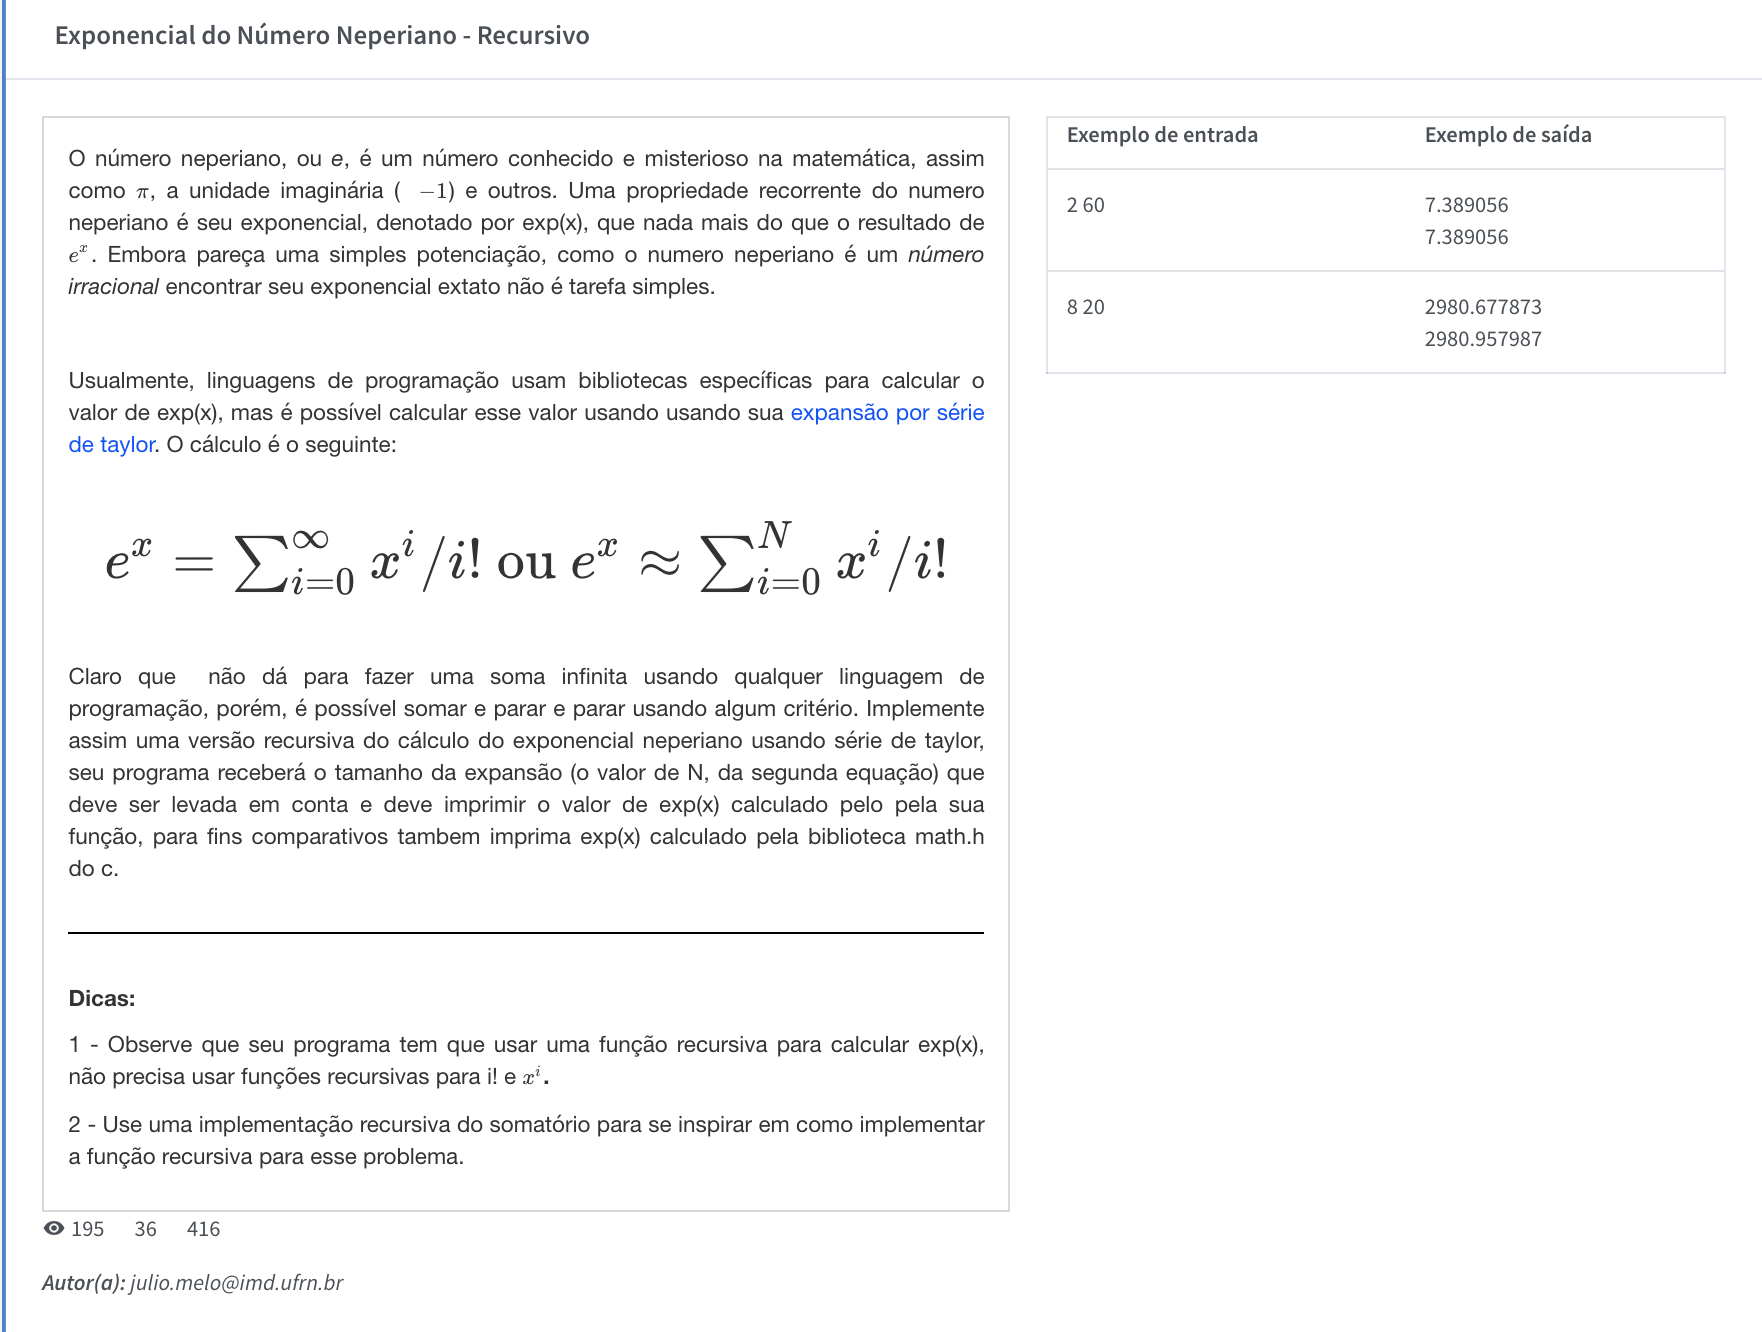 Exponencial do Número Neperiano - Recursivo
O número neperiano, ou e, é um número conhecido e misterioso na matemática, assim
como π, a unidade imaginária ( −1) e outros. Uma propriedade recorrente do numero
neperiano é seu exponencial, denotado por exp(x), que nada mais do que o resultado de
e^x. Embora pareça uma simples potenciação, como o numero neperiano é um número
irracional encontrar seu exponencial extato não é tarefa simples.
Usualmente, linguagens de programação usam bibliotecas específicas para calcular o
valor de exp(x), mas é possível calcular esse valor usando usando sua expansão por série
de taylor. O cálculo é o seguinte:
e^x = ∑_{i=0}^{∞} x^i/i! ou e^x ≈ ∑_{i=0}^{N} x^i/i!
Claro que não dá para fazer uma soma infinita usando qualquer linguagem de
programação, porém, é possível somar e parar e parar usando algum critério. Implemente
assim uma versão recursiva do cálculo do exponencial neperiano usando série de taylor,
seu programa receberá o tamanho da expansão (o valor de N, da segunda equação) que
deve ser levada em conta e deve imprimir o valor de exp(x) calculado pelo pela sua
função, para fins comparativos tambem imprima exp(x) calculado pela biblioteca math.h
do c.
Dicas:
1 - Observe que seu programa tem que usar uma função recursiva para calcular exp(x),
não precisa usar funções recursivas para i! e x^i.
2 - Use uma implementação recursiva do somatório para se inspirar em como implementar
a função recursiva para esse problema.
195 36 416
Autor(a): julio.melo@imd.ufrn.br
Exemplo de entrada Exemplo de saída
2 60 7.389056
7.389056
8 20 2980.677873
2980.957987